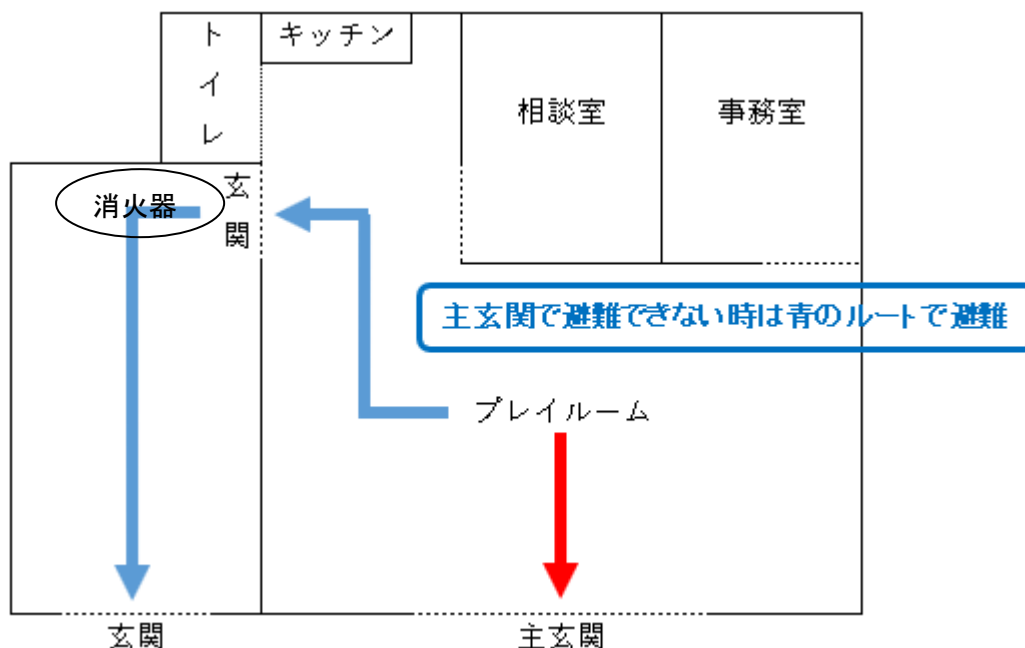 トイレ
キッチン
相談室
事務室
消火器
玄関
主玄関で避難できない時は青のルートで避難
プレイルーム
玄関
主玄関